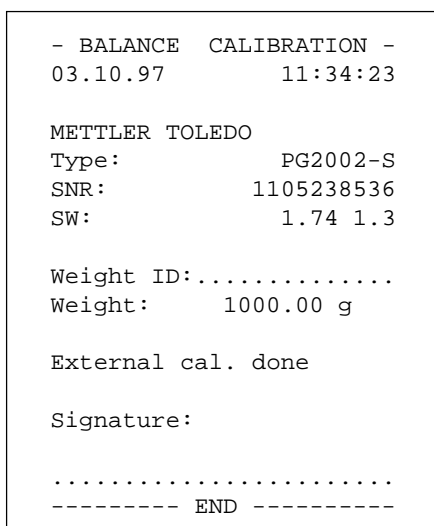 - BALANCE  CALIBRATION -
03.10.97        11:34:23
METTLER TOLEDO
Type:           PG2002-S
SNR:          1105238536
SW:             1.74 1.3
Weight ID:..............
Weight:     1000.00 g
External cal. done
Signature:
........................
--------- END ----------